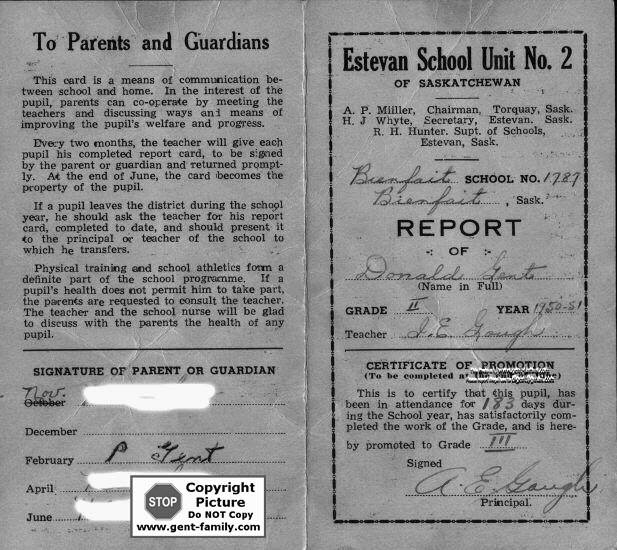 To Parents and Guardians
This card is a means of communication be-
tween school and home. In the interest of the
pupil, parents can co-operate by meeting the
teachers and discussing ways and means of
improving the pupil's welfare and progress.
Every two months, the teacher will give each
pupil his completed report card, to be signed
by the parent or guardian and returned prompt-
ly. At the end of June, the card becomes the
property of the pupil.
If a pupil leaves the district during the school
year, he should ask the teacher for his report
card, completed to date, and should present it
to the principal or teacher of the school to
which he transfers.
Physical training and school athletics form a
definite part of the school programme. If a
pupil's health does not permit him to take part,
the parents are requested to consult the teacher.
The teacher and the school nurse will be glad
to discuss with the parents the health of any
pupil.
SIGNATURE OF PARENT OR GUARDIAN
Nov.
October
December
February P Gent
April
June
STOP
Copyright
Picture
Do NOT Copy
www.gent-family.com
Estevan School Unit No. 2
OF SASKATCHEWAN
A. P. Miller, Chairman, Torquay, Sask.
H. J Whyte, Secretary, Estevan. Sask.
R. H. Hunter. Supt. of Schools,
Estevan, Sask.
Bienfait SCHOOL NO. 1787
Bienfait, Sask.
REPORT
OF
Donald Gent
(Name in Full)
GRADE II YEAR 1950-51
Teacher E Gough
CERTIFICATE OF PROMOTION
(To be completed at
This is to certify that this pupil, has
been in attendance for 183 days dur-
ing the School year, has satisfactorily com-
pleted the work of the Grade, and is here-
by promoted to Grade III
Signed
A. E Gough
Principal.